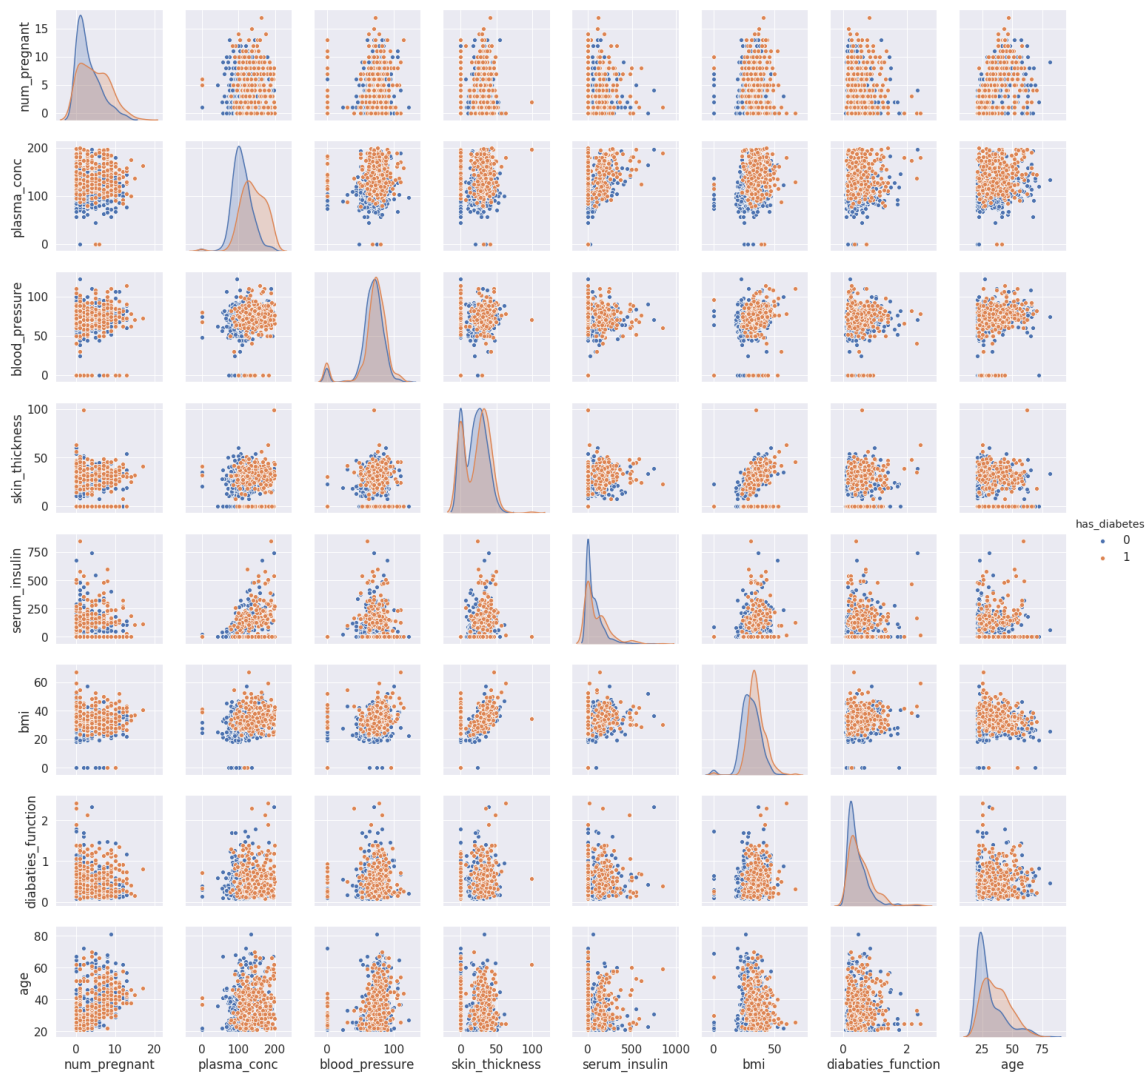 num_pregnant
15
10
5
0
plasma_conc
200
100
0
blood_pressure
100
50
0
skin_thickness
100
50
0
serum_insulin
750
500
250
0
has_diabetes
0
1
bmi
60
40
20
0
diabaties_function
2
1
0
age
80
60
40
20
0 10 20
0 100 200
0 100
0 50 100
0 500 1000
0 50
0 2
25 50 75
num_pregnant plasma_conc blood_pressure skin_thickness serum_insulin bmi diabaties_function age